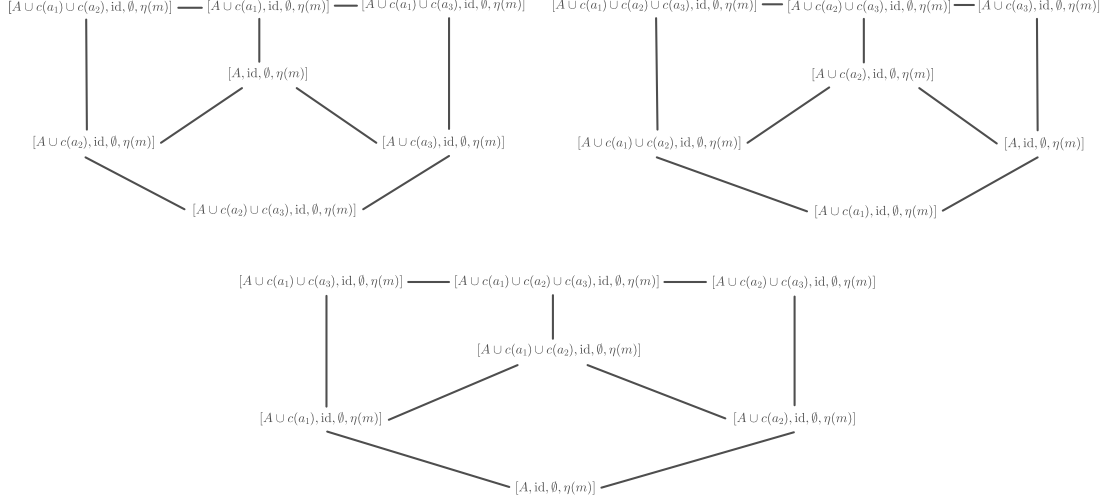 [A ∪ c(a₁) ∪ c(a₂), id, ∅, η(m)] [A ∪ c(a₁), id, ∅, η(m)] [A ∪ c(a₁) ∪ c(a₃), id, ∅, η(m)] [A ∪ c(a₁) ∪ c(a₂) ∪ c(a₃), id, ∅, η(m)] [A ∪ c(a₂) ∪ c(a₃), id, ∅, η(m)] [A ∪ c(a₃), id, ∅, η(m)]
[A, id, ∅, η(m)] [A ∪ c(a₂), id, ∅, η(m)]
[A ∪ c(a₂), id, ∅, η(m)] [A ∪ c(a₃), id, ∅, η(m)] [A ∪ c(a₁) ∪ c(a₂), id, ∅, η(m)] [A, id, ∅, η(m)]
[A ∪ c(a₂) ∪ c(a₃), id, ∅, η(m)] [A ∪ c(a₁), id, ∅, η(m)]
[A ∪ c(a₁) ∪ c(a₃), id, ∅, η(m)] [A ∪ c(a₁) ∪ c(a₂) ∪ c(a₃), id, ∅, η(m)] [A ∪ c(a₂) ∪ c(a₃), id, ∅, η(m)]
[A ∪ c(a₁) ∪ c(a₂), id, ∅, η(m)]
[A ∪ c(a₁), id, ∅, η(m)] [A ∪ c(a₂), id, ∅, η(m)]
[A, id, ∅, η(m)]